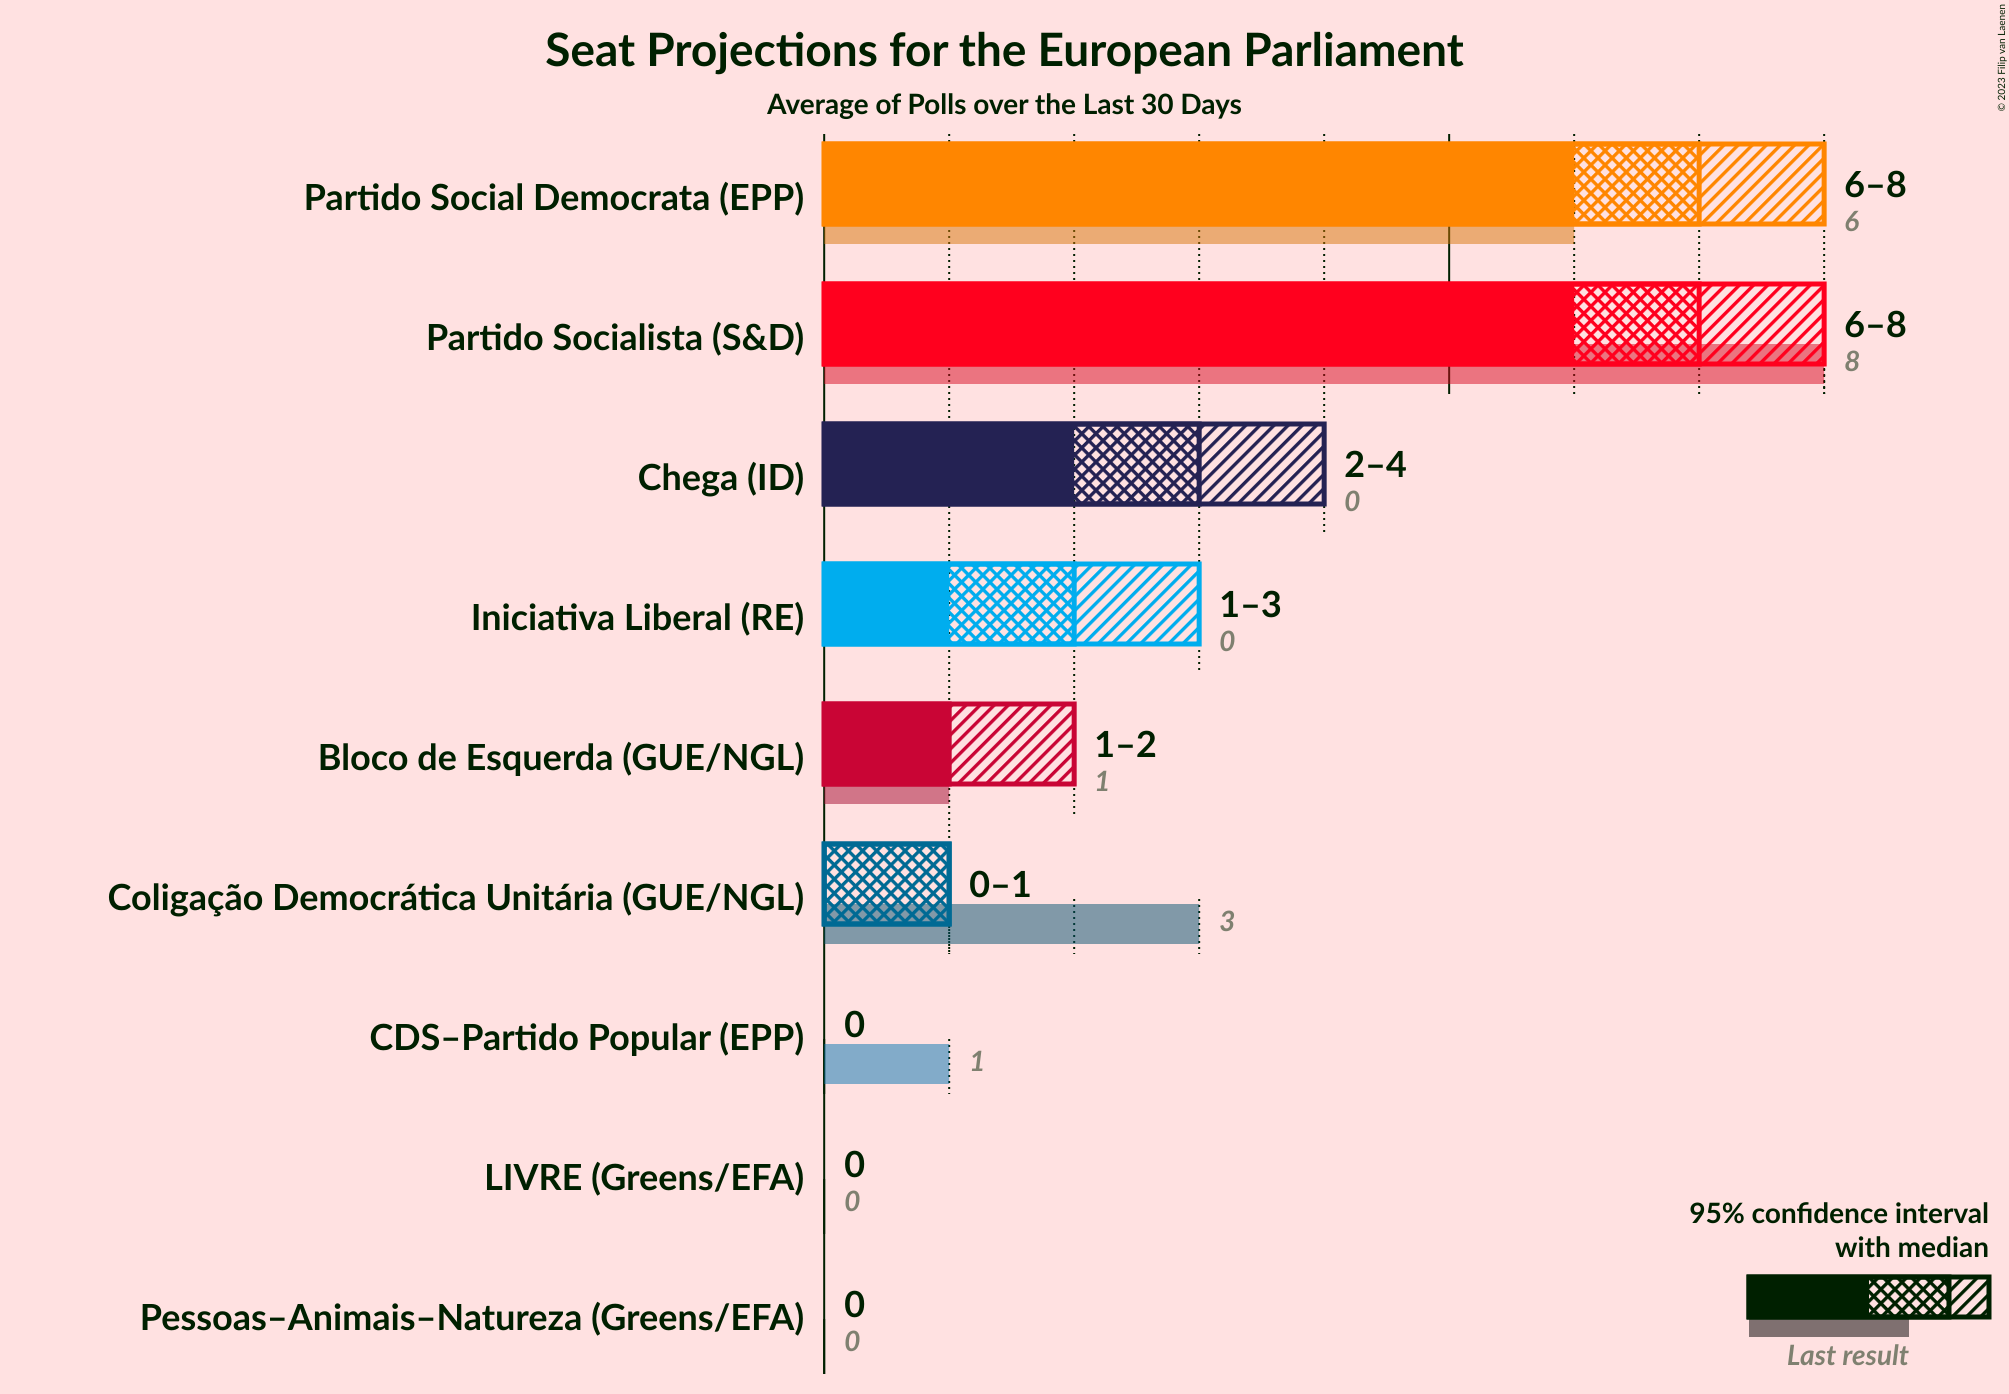 Seat Projections for the European Parliament
Average of Polls over the Last 30 Days
© 2023 Filip van Laenen
Partido Social Democrata (EPP)
6–8
6
Partido Socialista (S&D)
6–8
8
Chega (ID)
2–4
0
Iniciativa Liberal (RE)
1–3
0
Bloco de Esquerda (GUE/NGL)
1–2
1
Coligação Democrática Unitária (GUE/NGL)
0–1
3
CDS–Partido Popular (EPP)
0
1
LIVRE (Greens/EFA)
0
0
Pessoas–Animais–Natureza (Greens/EFA)
0
0
95% confidence interval
with median
Last result